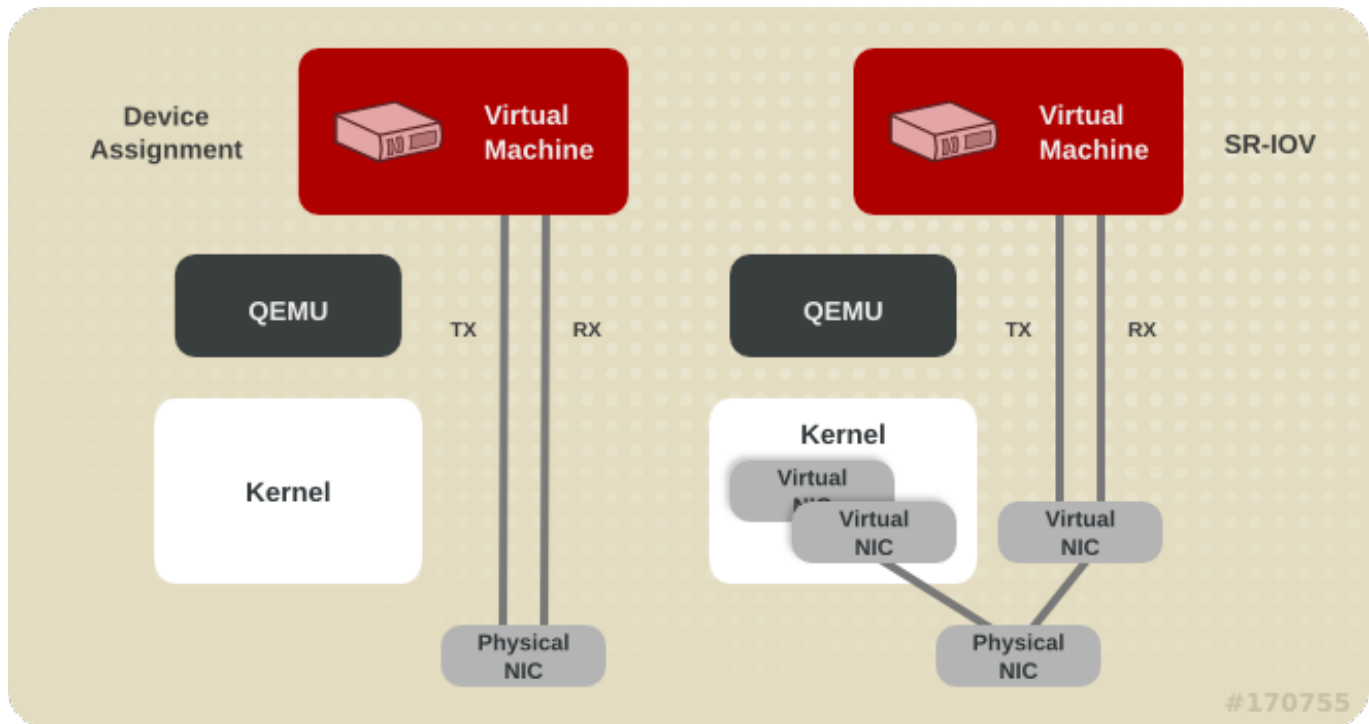 Device
Assignment
Virtual
Machine
QEMU
TX
RX
Kernel
Physical
NIC
Virtual
Machine
SR-IOV
QEMU
TX
RX
Kernel
Virtual
NIC
Virtual
NIC
Virtual
NIC
Physical
NIC
#170755